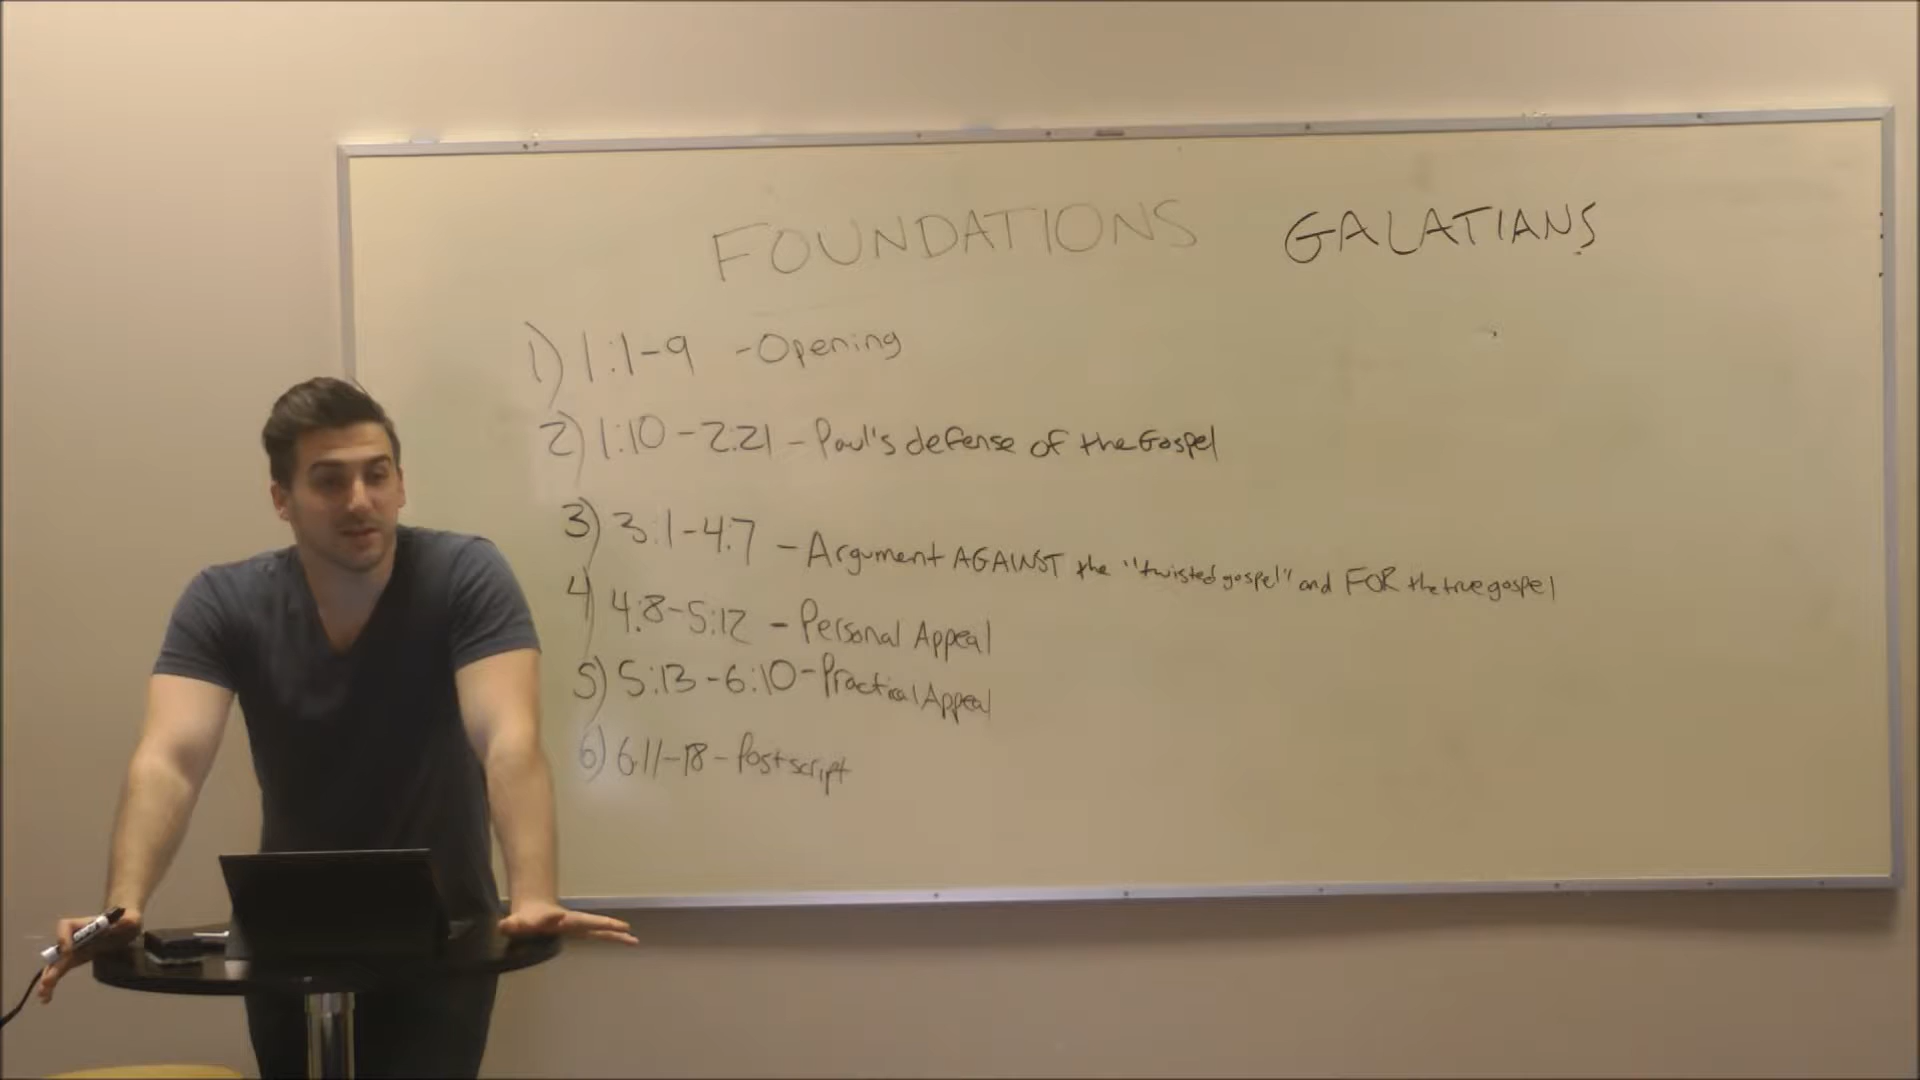 FOUNDATIONS GALATIANS
1) 1:1-9 -Opening
2) 1:10-2:21 - Paul's defense of the Gospel
3) 3:1-4:7 - Argument AGAINST the "twisted gospel" and FOR the true gospel
4) 4:8-5:12 - Personal Appeal
5) 5:13-6:10 - Practical Appeal
6) 6:11-18 - Postscript